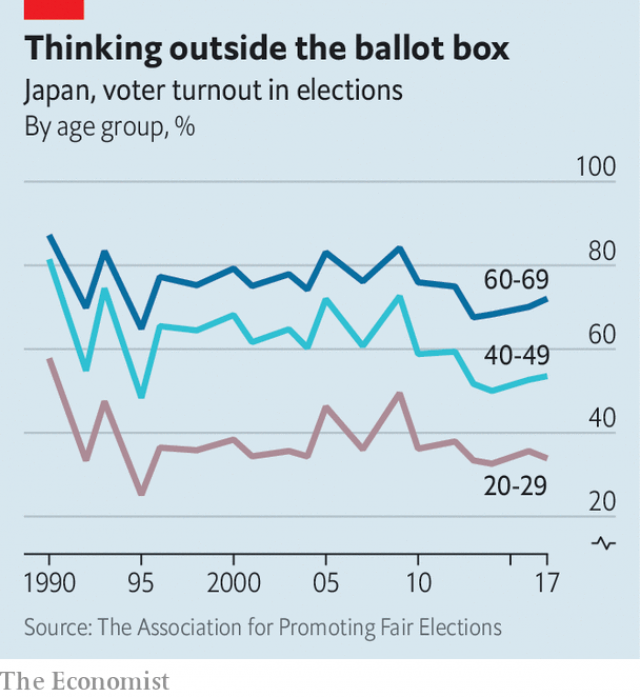 Thinking outside the ballot box
Japan, voter turnout in elections
By age group, %
100
80
60-69
60
40-49
40
20-29
20
1990 95 2000 05 10 17
Source: The Association for Promoting Fair Elections
The Economist